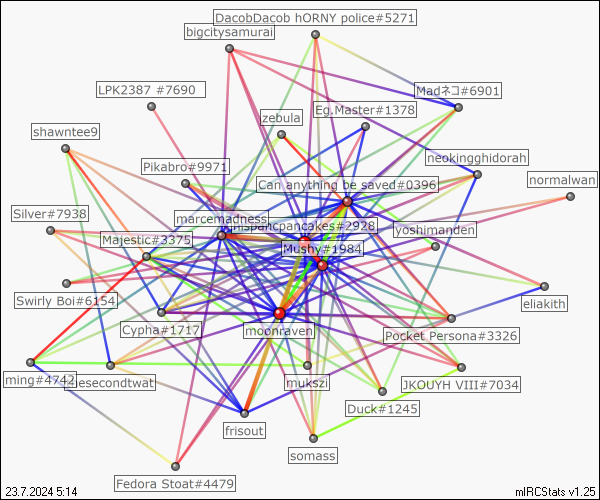 DacobDacob hORNY police#5271
bigcitysamurai
LPK2387 #7690
Madネコ#6901
Eg.Master#1378
zebula
shawntee9
neokingghidorah
Pikabro#9971
normalwan
Can anything be saved#0396
Silver#7938
marcemadness
hispanicpancakes#2928
yoshimanden
Majestic#3375
Mushy#1984
Swirly Boi#6154
eliakith
Cypha#1717
moonraven
Pocket Persona#3326
ming#4742
thesecondtwat
mukszi
JKOUYH VIII#7034
Duck#1245
frisout
somass
Fedora Stoat#4479
23.7.2024 5:14
mIRCStats v1.25